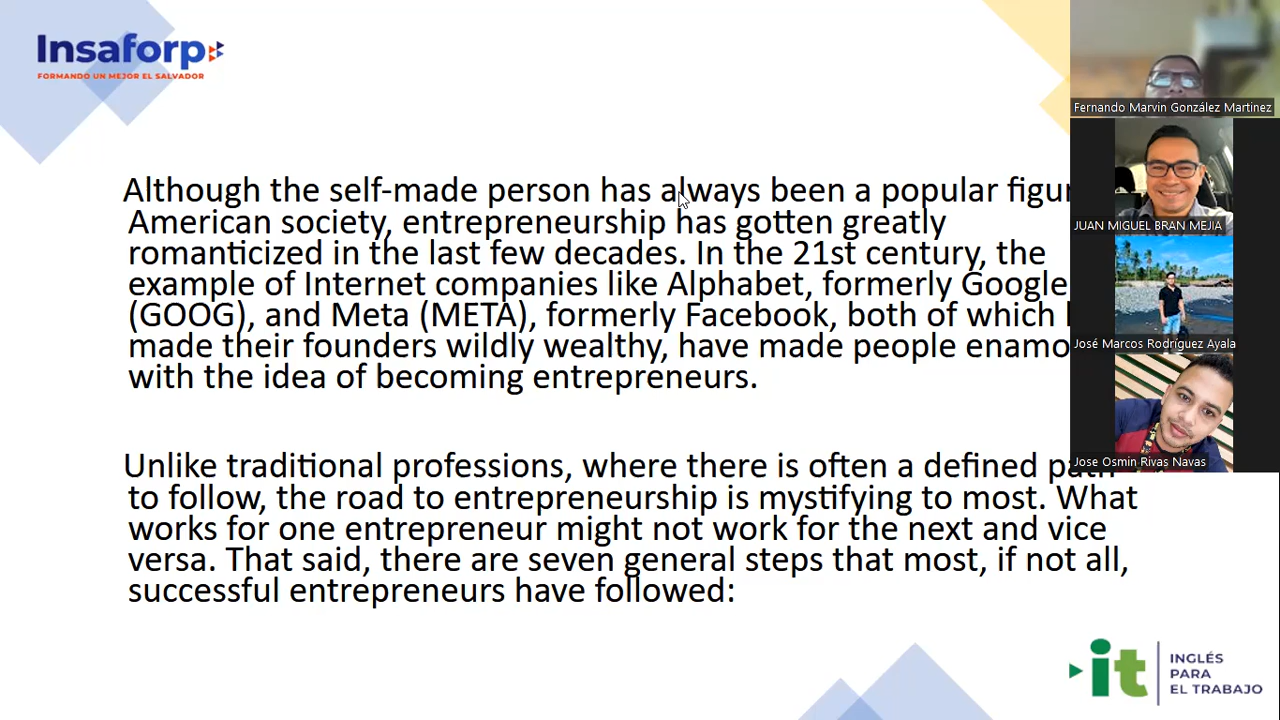 Insaforp
FORMANDO UN MEJOR EL SALVADOR
Although the self-made person has always been a popular figur
American society, entrepreneurship has gotten greatly
romanticized in the last few decades. In the 21st century, the
example of Internet companies like Alphabet, formerly Google
(GOOG), and Meta (META), formerly Facebook, both of which
made their founders wildly wealthy, have made people enamo
with the idea of becoming entrepreneurs.
Unlike traditional professions, where there is often a defined path
to follow, the road to entrepreneurship is mystifying to most. What
works for one entrepreneur might not work for the next and vice
versa. That said, there are seven general steps that most, if not all,
successful entrepreneurs have followed:
Fernando Marvin González Martinez
JUAN MIGUEL BRAN MEJIA
José Marcos Rodríguez Ayala
Jose Osmin Rivas Navas
it
INGLÉS
PARA
EL TRABAJO